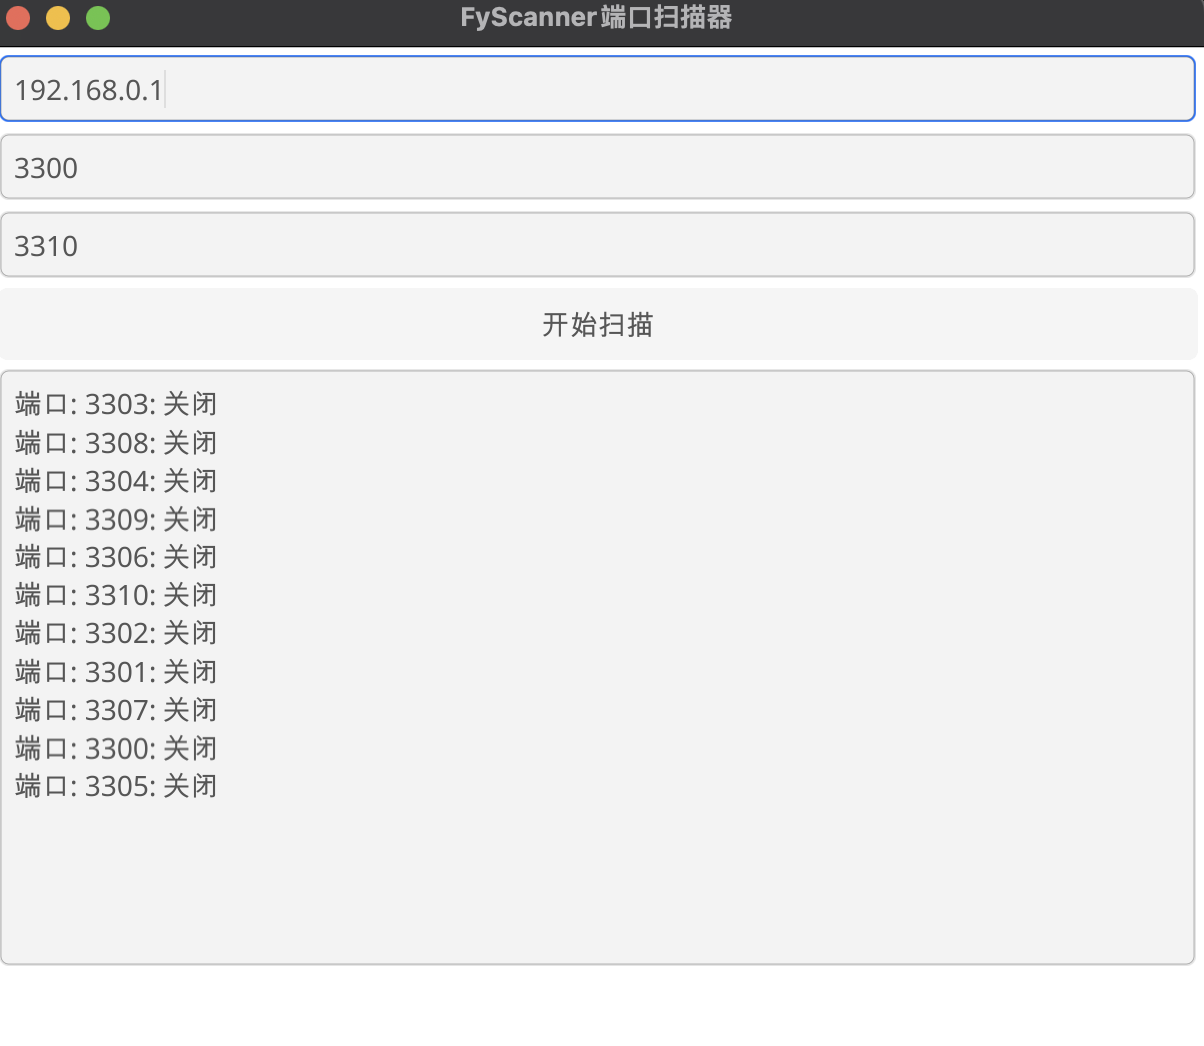 FyScanner端口扫描器
192.168.0.1
3300
3310
开始扫描
端口: 3303: 关闭
端口: 3308: 关闭
端口: 3304: 关闭
端口: 3309: 关闭
端口: 3306: 关闭
端口: 3310: 关闭
端口: 3302: 关闭
端口: 3301: 关闭
端口: 3307: 关闭
端口: 3300: 关闭
端口: 3305: 关闭